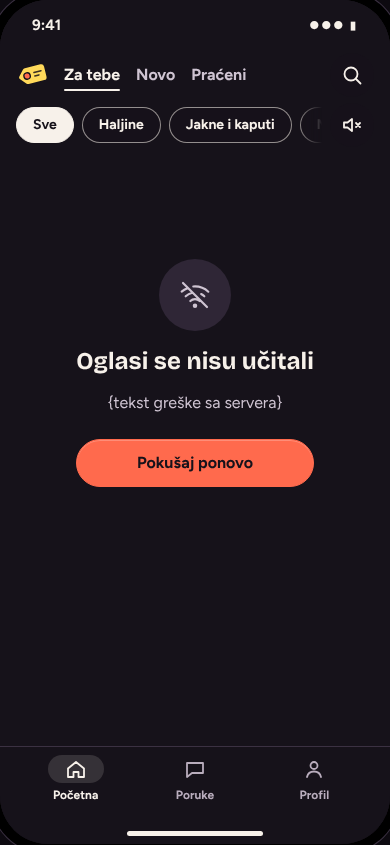 9:41
Za tebe Novo Praćeni
Sve Haljine Jakne i kaputi
Oglasi se nisu učitali
{tekst greške sa servera}
Pokušaj ponovo
Početna Poruke Profil